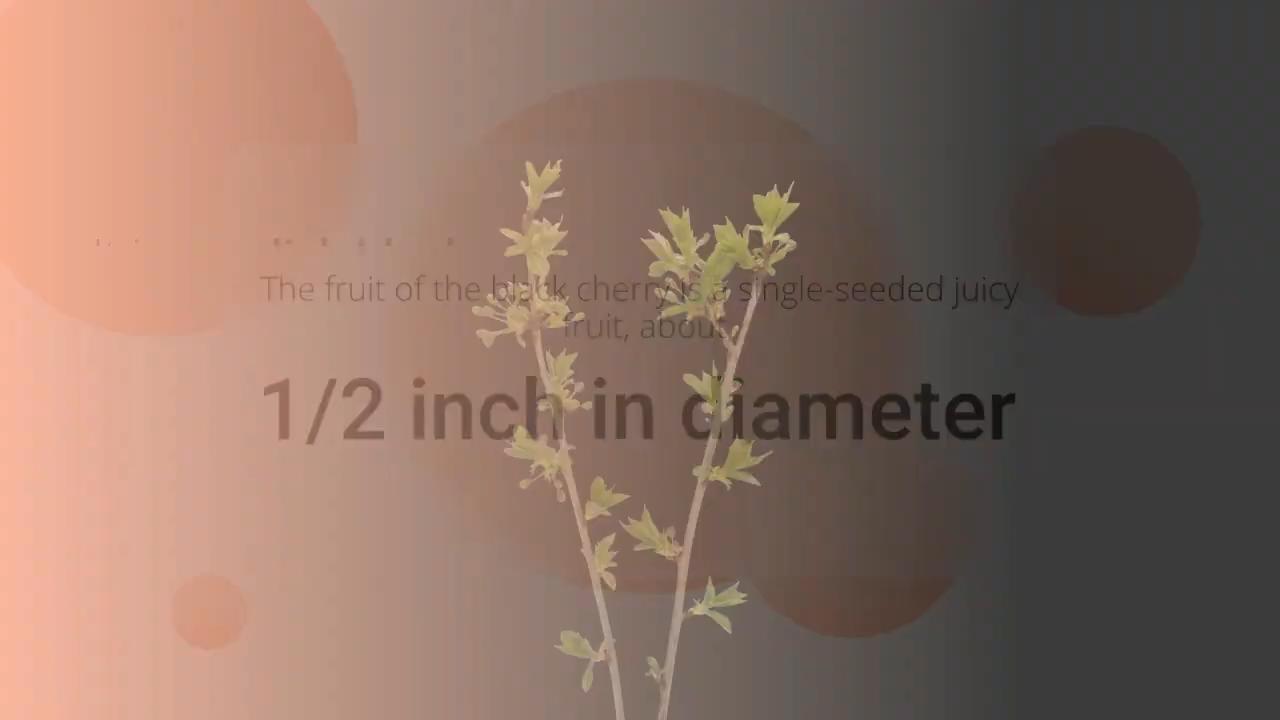 The fruit of the black cherry is a single-seeded juicy
fruit, about
1/2 inch in diameter